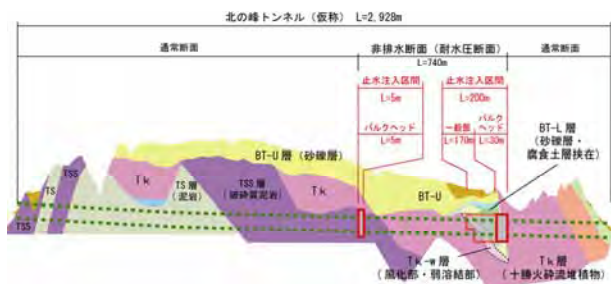 北の峰トンネル（仮称） L=2,928m
通常断面
非排水断面（耐水圧断面）
通常断面
L=740m
止水注入区間
止水注入区間
L=5m
L=200m
バルクヘッド
一般部
バルク
ヘッド
L=5m
L=170m
L=30m
BT-L 層
（砂礫層・
腐食土層挟在）
BT-U 層（砂礫層）
TSS
TS
TSS
Tk
TS 層
（泥岩）
TSS 層
（破砕質泥岩）
Tk
BT-U
Tk-w 層
（風化部・弱溶結部）
Tk 層
（十勝火砕流堆積物）